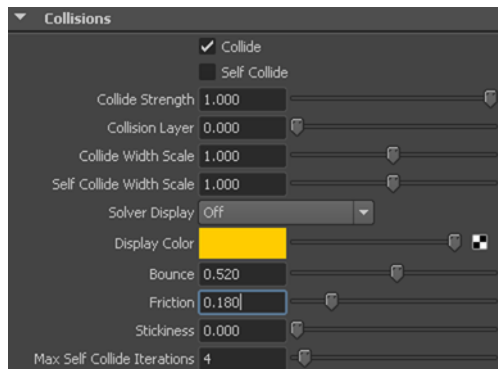 Collisions
Collide
Self Collide
Collide Strength 1.000
Collision Layer 0.000
Collide Width Scale 1.000
Self Collide Width Scale 1.000
Solver Display Off
Display Color
Bounce 0.520
Friction 0.180
Stickiness 0.000
Max Self Collide Iterations 4